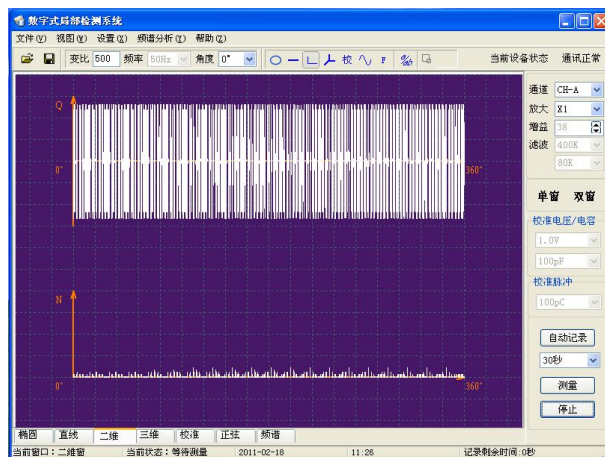 数字式局部检测系统
文件(V) 视图(W) 设置(X) 频谱分析(Y) 帮助(Z)
变比 500 频率 50Hz 角度 0° 校 F 当前设备状态 通讯正常
通道 CH-A
放大 X1
增益 38
滤波 400K
80K
单窗 双窗
校准电压/电容
1.0V
100pF
校准脉冲
100pC
自动记录
30秒
测量
停止
Q
0° 360°
N
0° 360°
椭圆 直线 二维 三维 校准 正弦 频谱
当前窗口:二维窗 当前状态:等待测量 2011-02-18 11:26 记录剩余时间:0秒